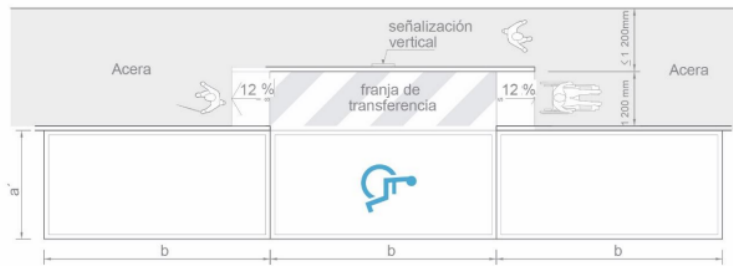 señalización
vertical
≤ 1 200mm
Acera
Acera
12 %
franja de
transferencia
12 %
1 200 mm
a´
b
b
b